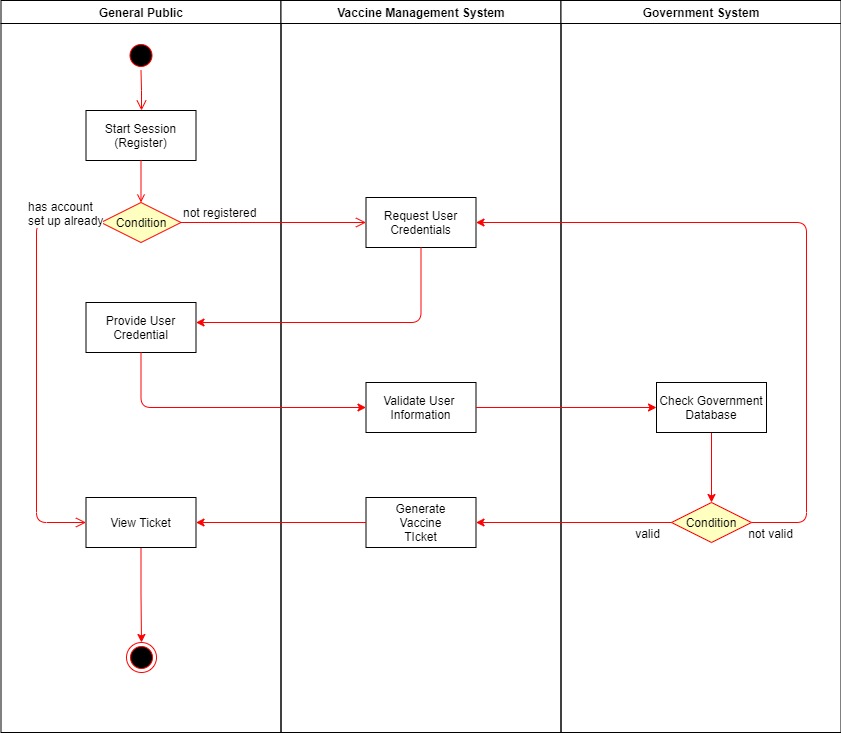 General Public
Vaccine Management System
Government System
Start Session
(Register)
has account
set up already
Condition
not registered
Request User
Credentials
Provide User
Credential
Validate User
Information
Check Government
Database
View Ticket
Generate
Vaccine
TIcket
valid
Condition
not valid